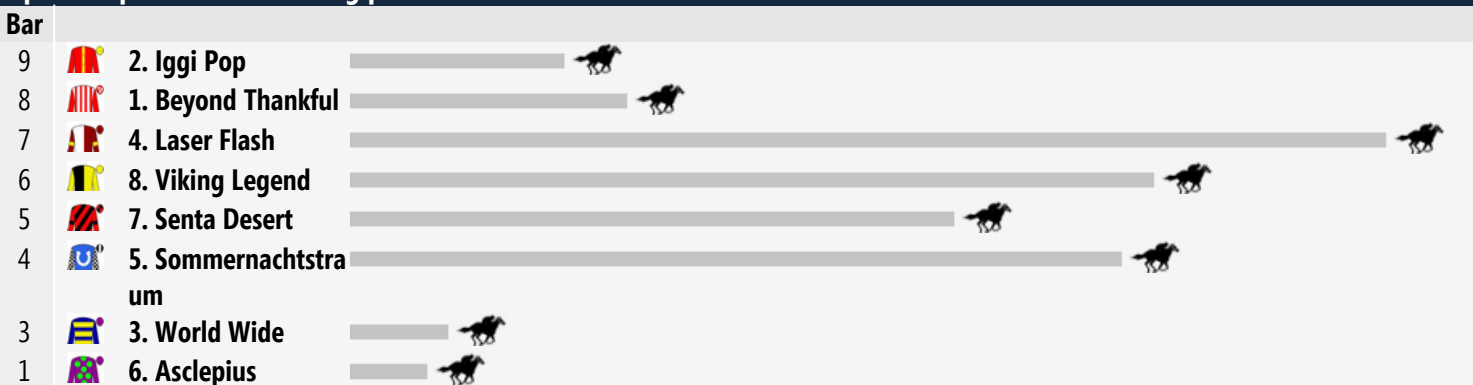 Bar
9 2. Iggi Pop
8 1. Beyond Thankful
7 4. Laser Flash
6 8. Viking Legend
5 7. Senta Desert
4 5. Sommernachtstra
um
3 3. World Wide
1 6. Asclepius